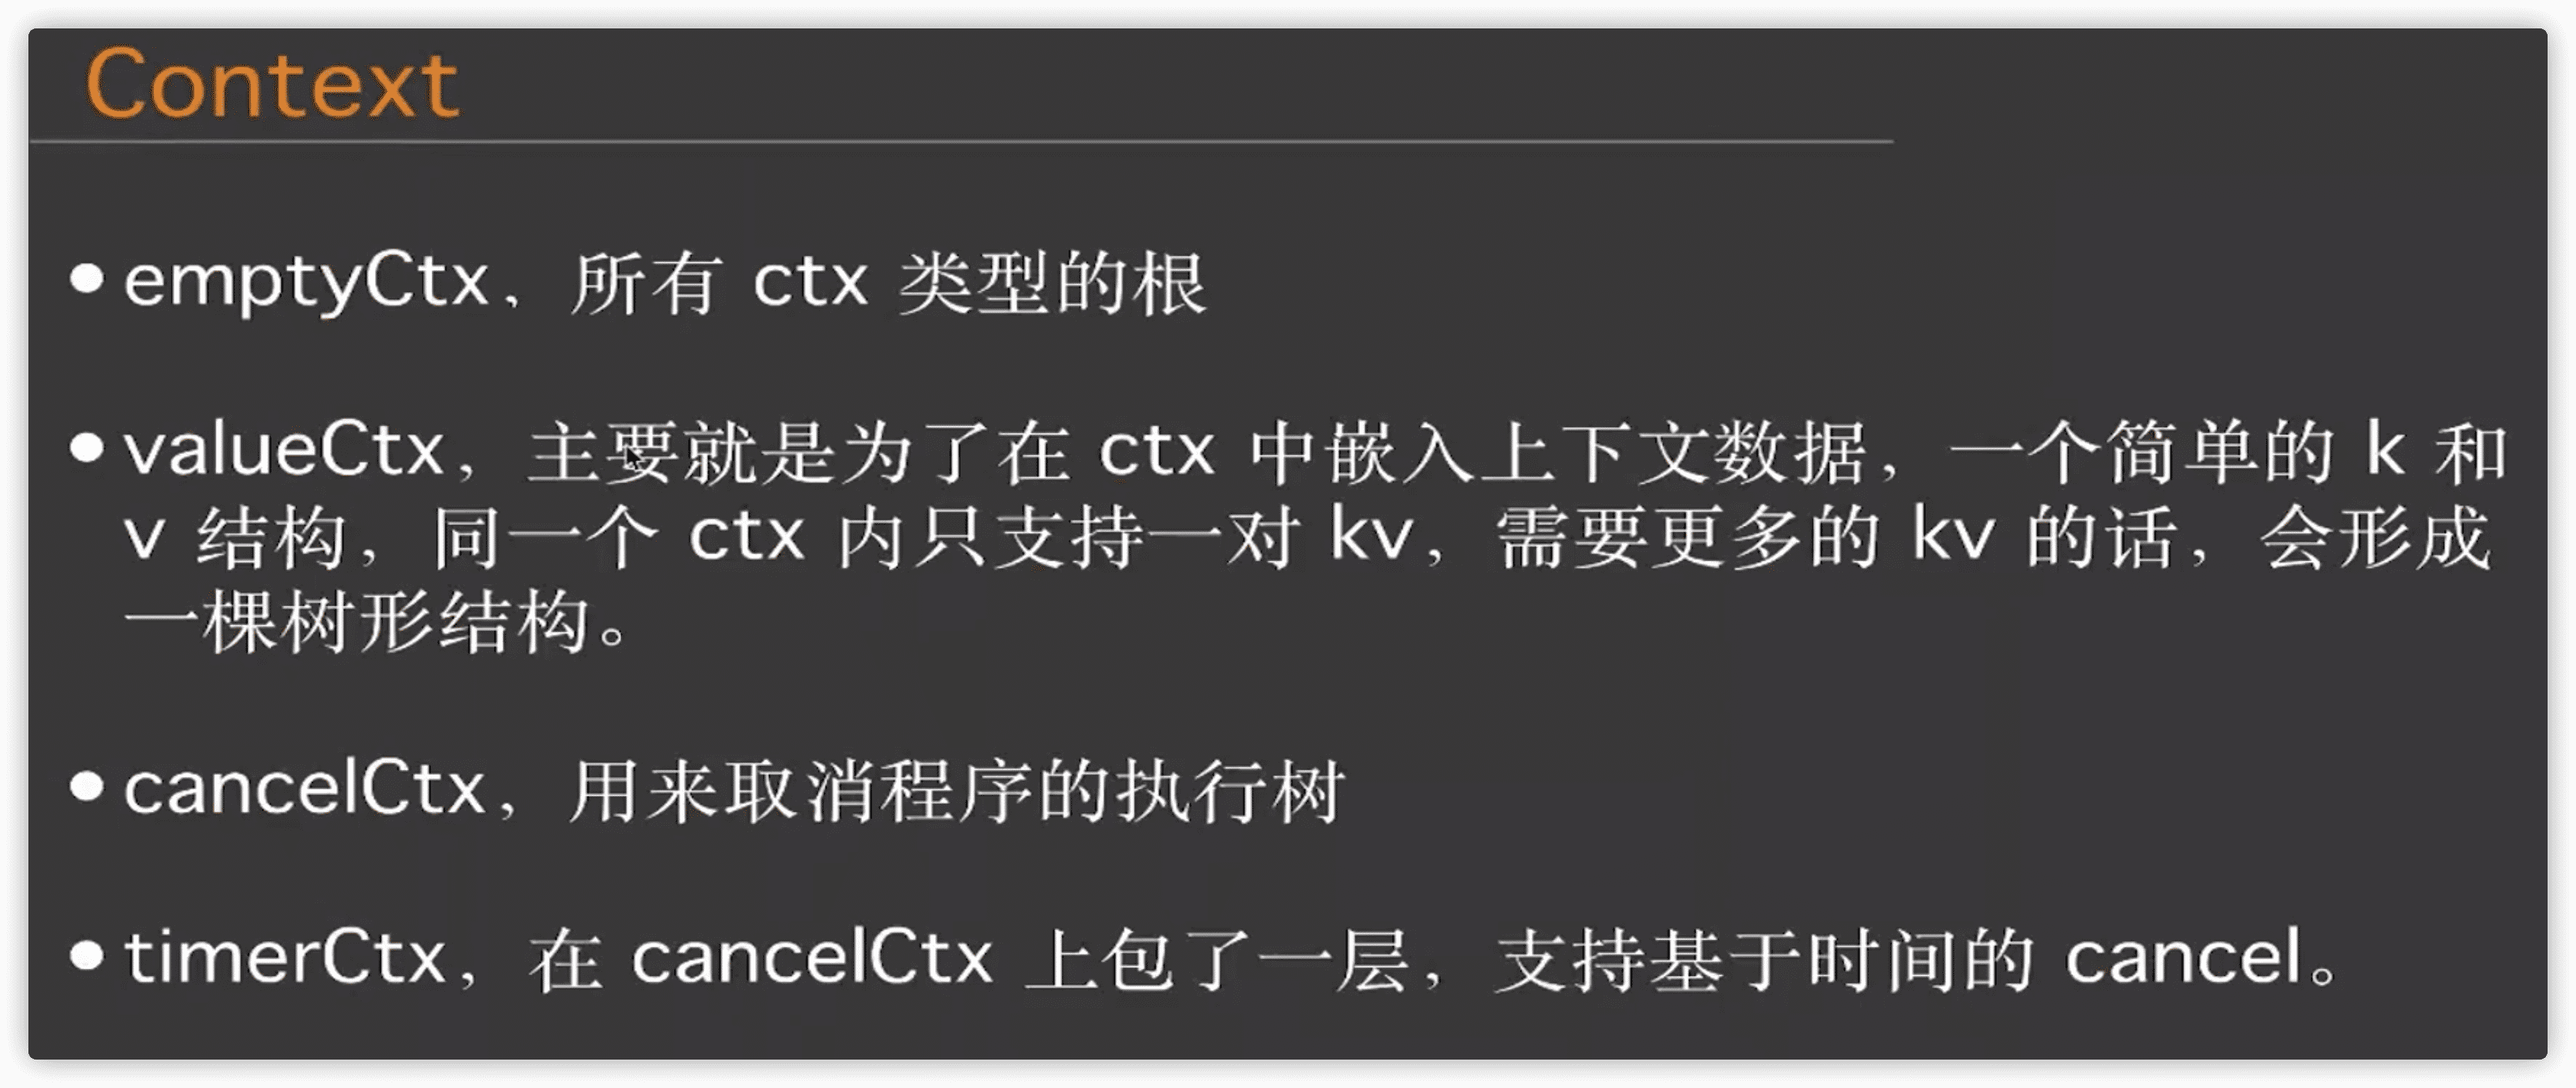 Context
• emptyCtx，所有 ctx 类型的根
• valueCtx，主要就是为了在 ctx 中嵌入上下文数据，一个简单的 k 和
v 结构，同一个 ctx 内只支持一对 kv，需要更多的 kv 的话，会形成
一棵树形结构。
• cancelCtx，用来取消程序的执行树
• timerCtx，在 cancelCtx 上包了一层，支持基于时间的 cancel。